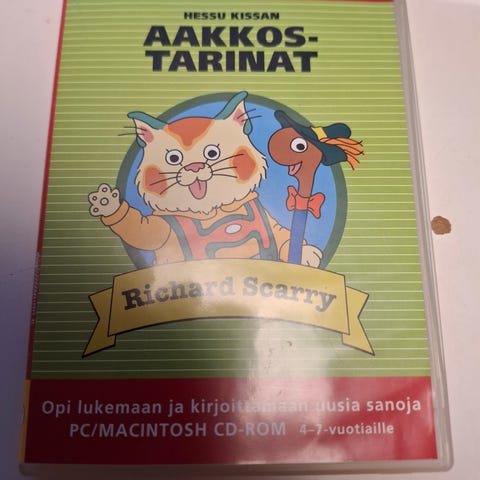 HESSU KISSAN
AAKKOS-
TARINAT
Richard Scarry
Opi lukemaan ja kirjoittamaan uusia sanoja
PC/MACINTOSH CD-ROM 4–7-vuotiaille